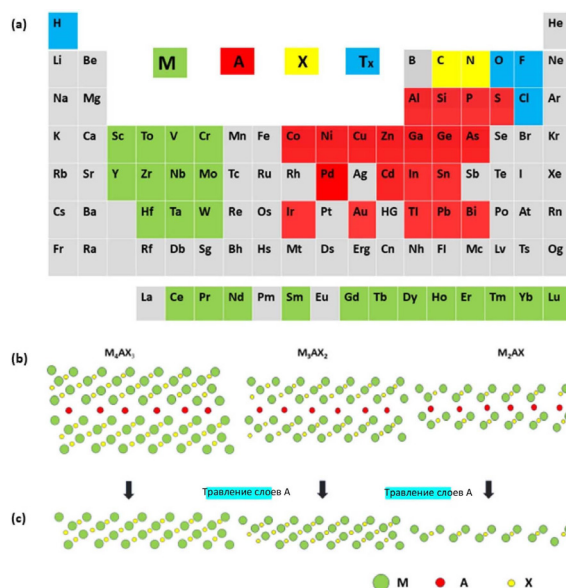 (a)
H He
Li Be M A X Tx B C N O F Ne
Na Mg Al Si P S Cl Ar
K Ca Sc To V Cr Mn Fe Co Ni Cu Zn Ga Ge As Se Br Kr
Rb Sr Y Zr Nb Mo Tc Ru Rh Pd Ag Cd In Sn Sb Te I Xe
Cs Ba Hf Ta W Re Os Ir Pt Au HG Tl Pb Bi Po At Rn
Fr Ra Rf Db Sg Bh Hs Mt Ds Erg Cn Nh Fl Mc Lv Ts Og
La Ce Pr Nd Pm Sm Eu Gd Tb Dy Ho Er Tm Yb Lu
(b) M₄AX₃ M₃AX₂ M₂AX
Травление слоев А Травление слоев А
(c)
M A X